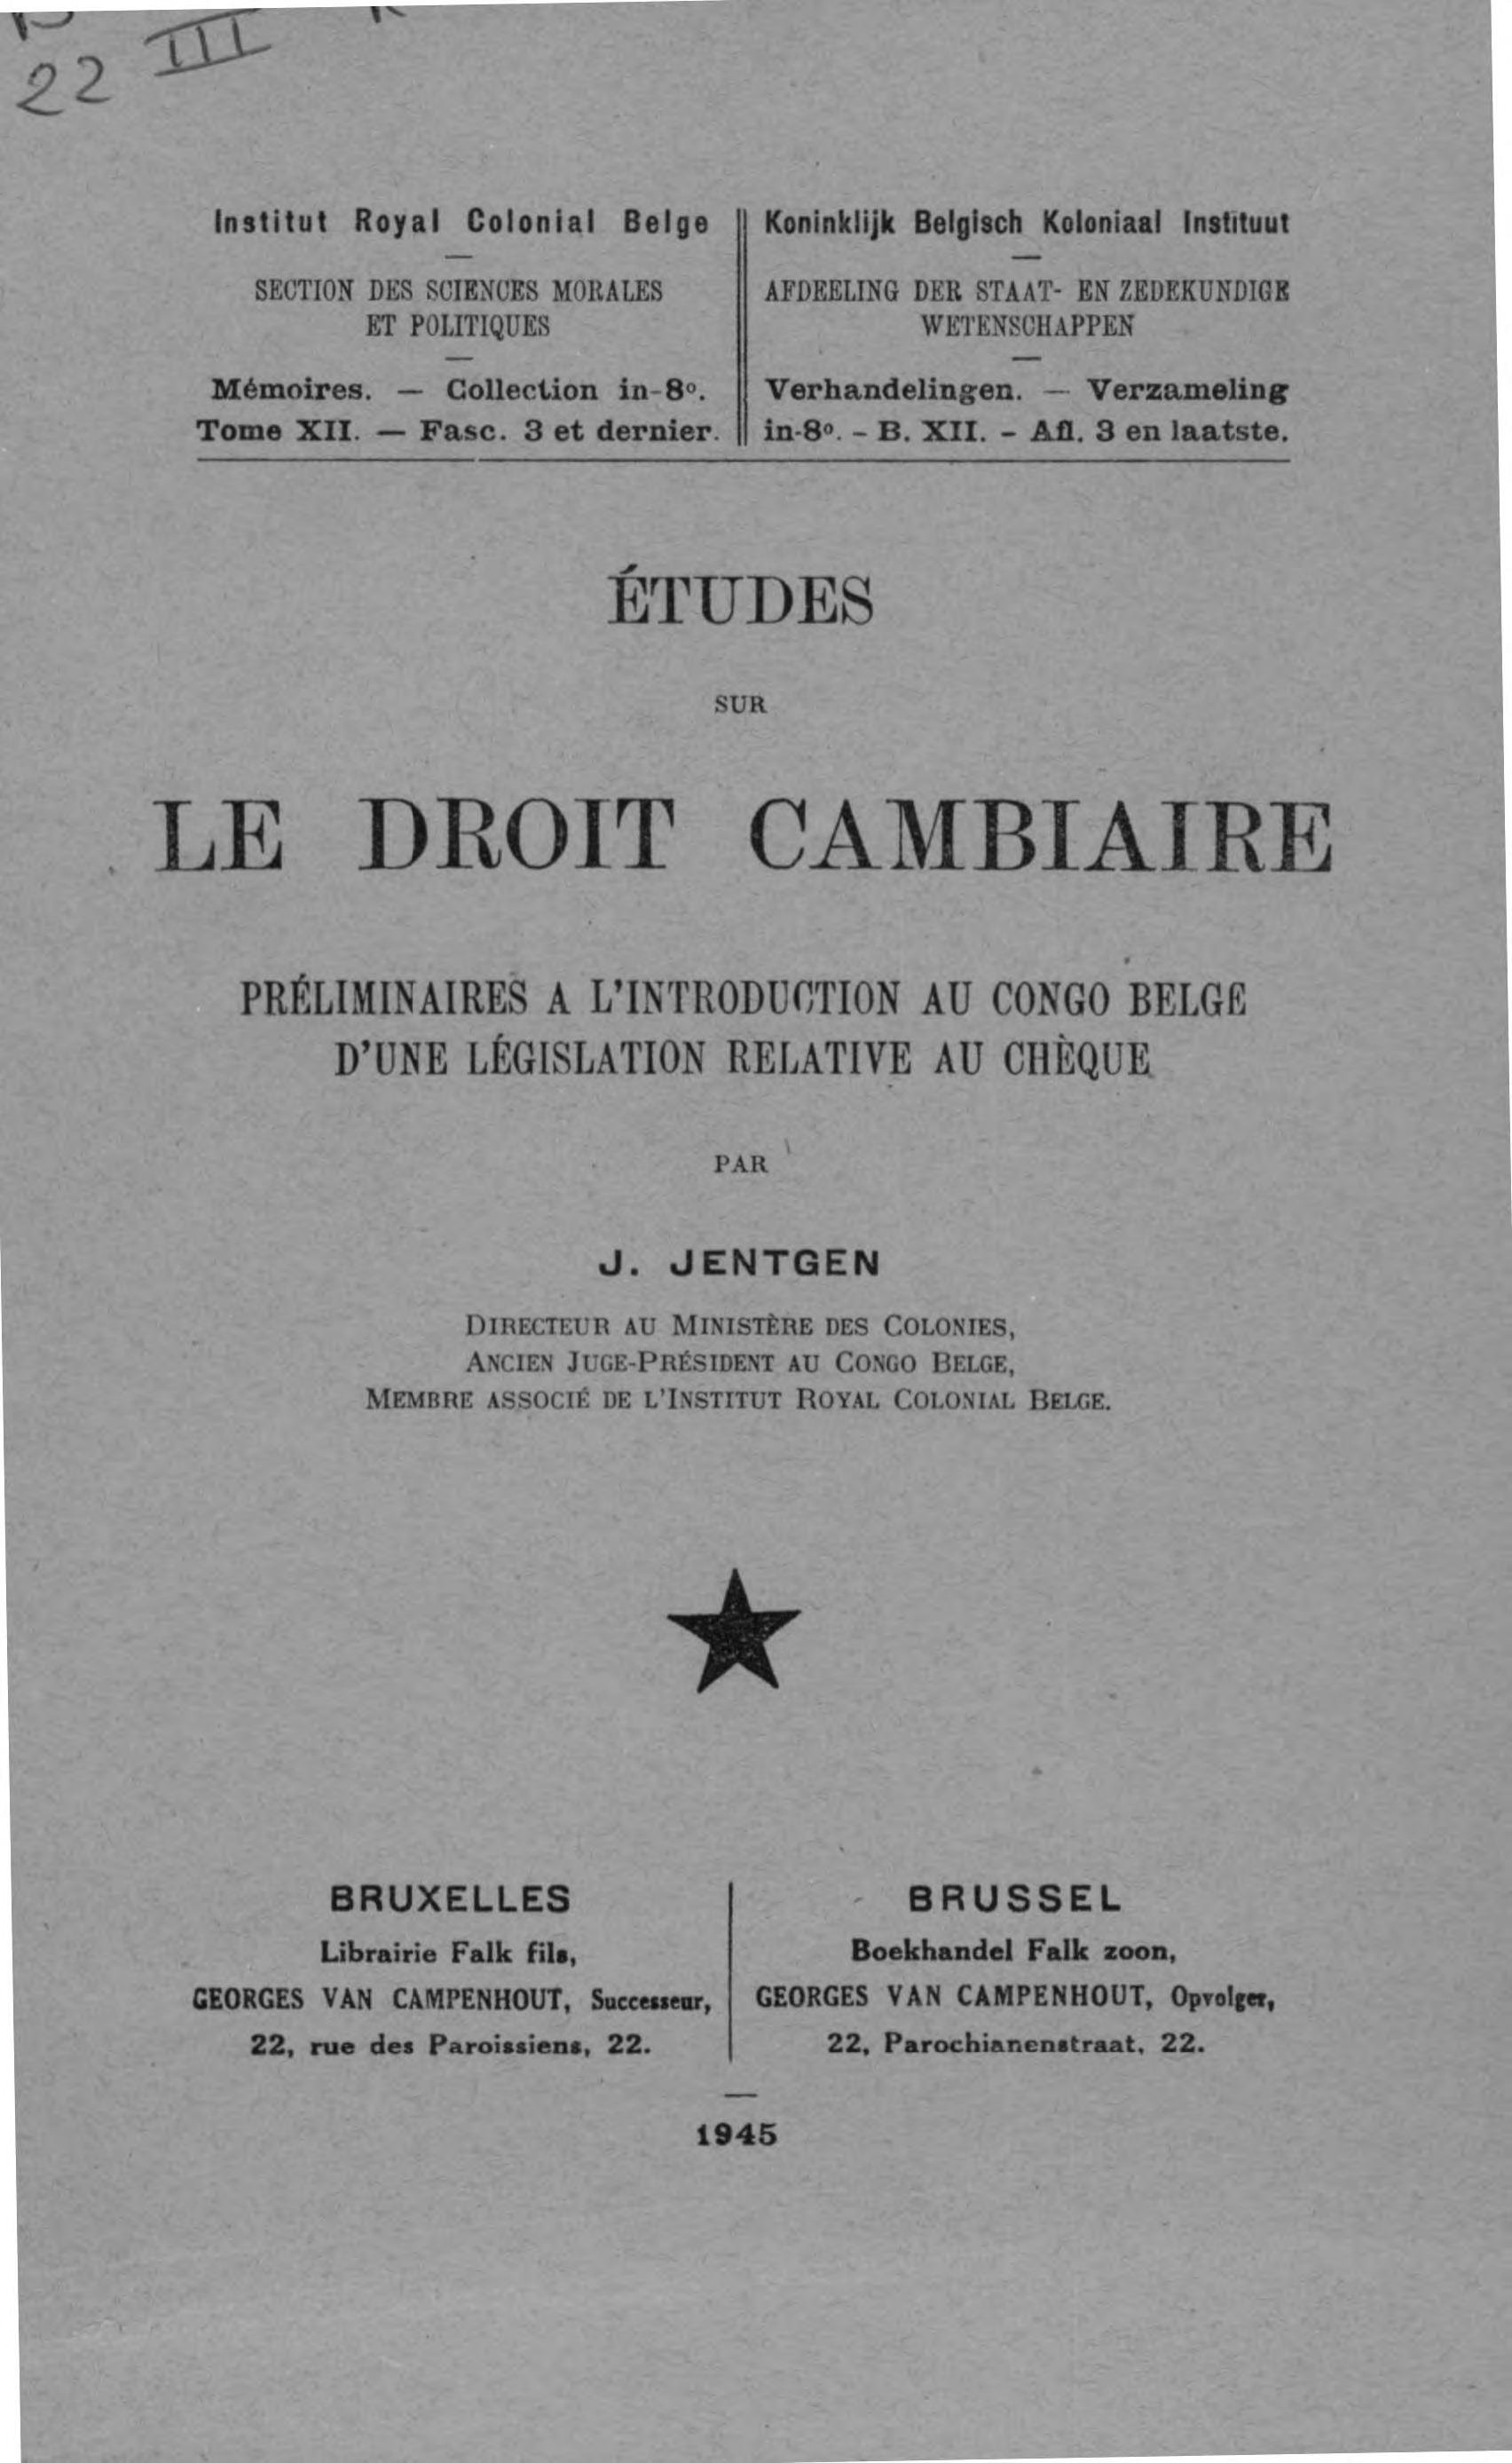 III
22
Institut Royal Colonial Belge
SECTION DES SCIENCES MORALES
ET POLITIQUES
Mémoires. — Collection in-8º.
Tome XII. — Fasc. 3 et dernier.
Koninklijk Belgisch Koloniaal Instituut
AFDEELING DER STAAT- EN ZEDEKUNDIGE
WETENSCHAPPEN
Verhandelingen. — Verzameling
in-8º. – B. XII. – Afl. 3 en laatste.
ÉTUDES
SUR
LE DROIT CAMBIAIRE
PRÉLIMINAIRES A L'INTRODUCTION AU CONGO BELGE
D'UNE LÉGISLATION RELATIVE AU CHÈQUE
PAR
J. JENTGEN
DIRECTEUR AU MINISTÈRE DES COLONIES,
ANCIEN JUGE-PRÉSIDENT AU CONGO BELGE,
MEMBRE ASSOCIÉ DE L'INSTITUT ROYAL COLONIAL BELGE.
BRUXELLES
Librairie Falk fils,
GEORGES VAN CAMPENHOUT, Successeur,
22, rue des Paroissiens, 22.
BRUSSEL
Boekhandel Falk zoon,
GEORGES VAN CAMPENHOUT, Opvolger,
22, Parochianenstraat, 22.
1945